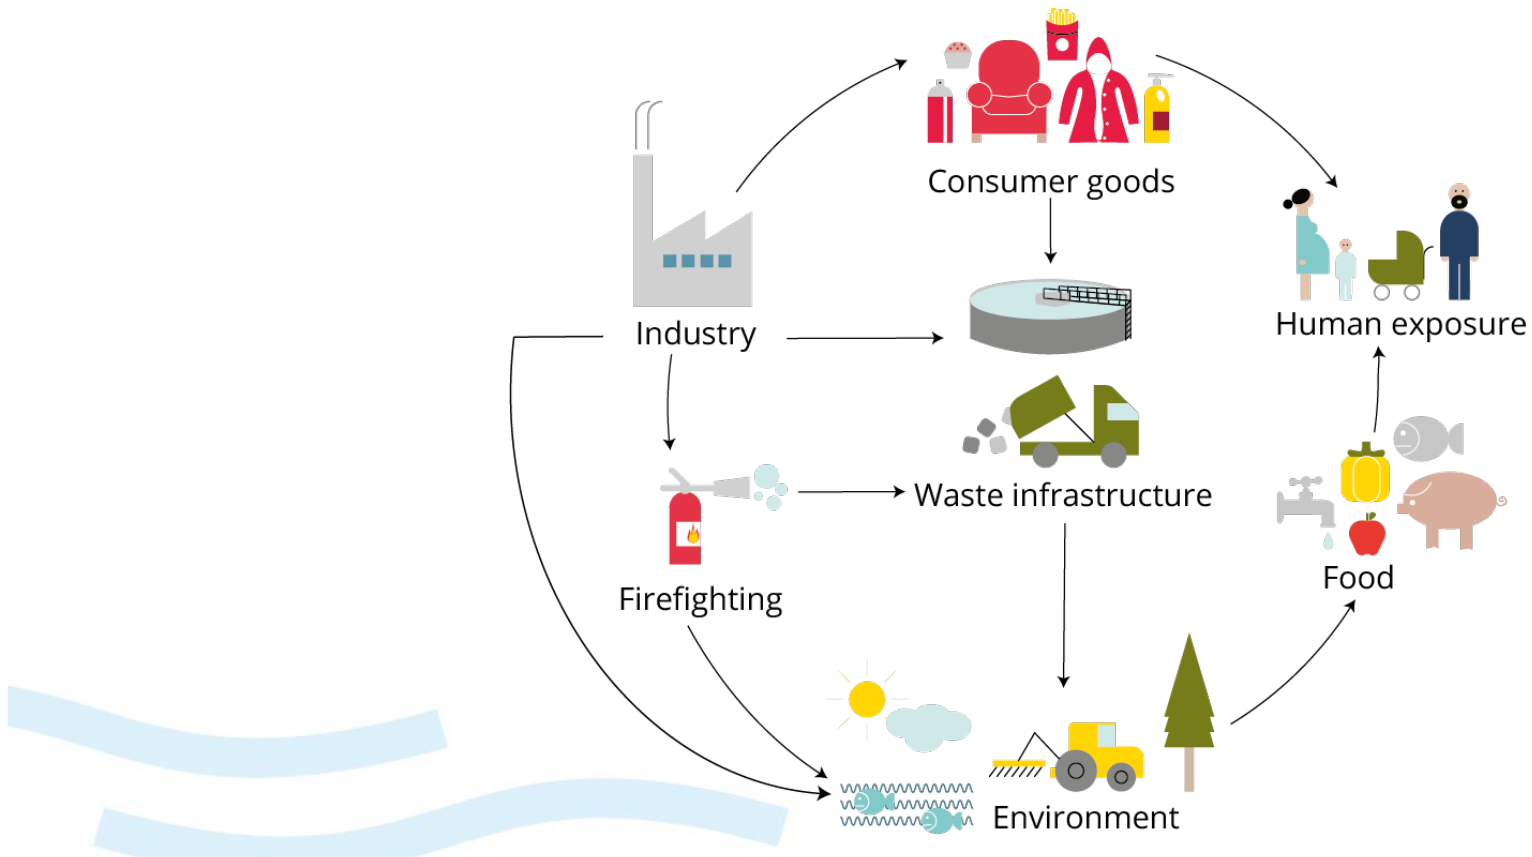 Consumer goods
Industry
Human exposure
Waste infrastructure
Firefighting
Food
Environment